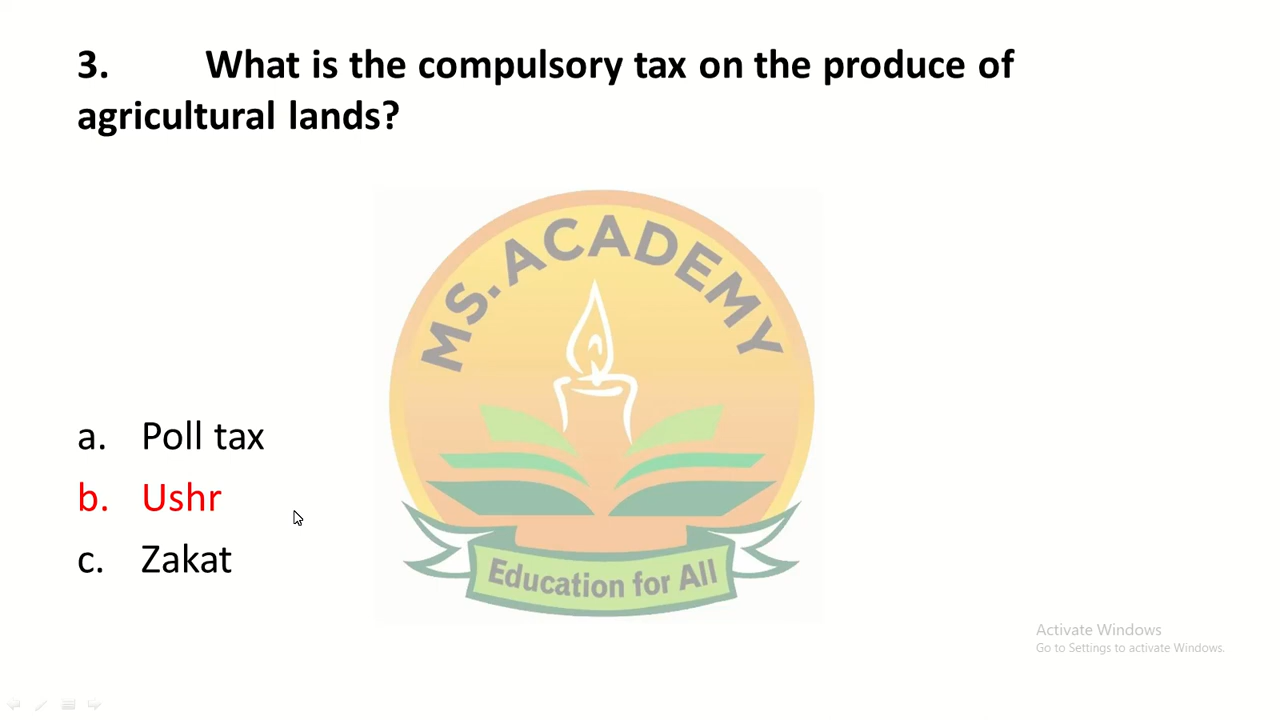 3. What is the compulsory tax on the produce of
agricultural lands?
MS. ACADEMY
a. Poll tax
b. Ushr
c. Zakat
Education for All
Activate Windows
Go to Settings to activate Windows.